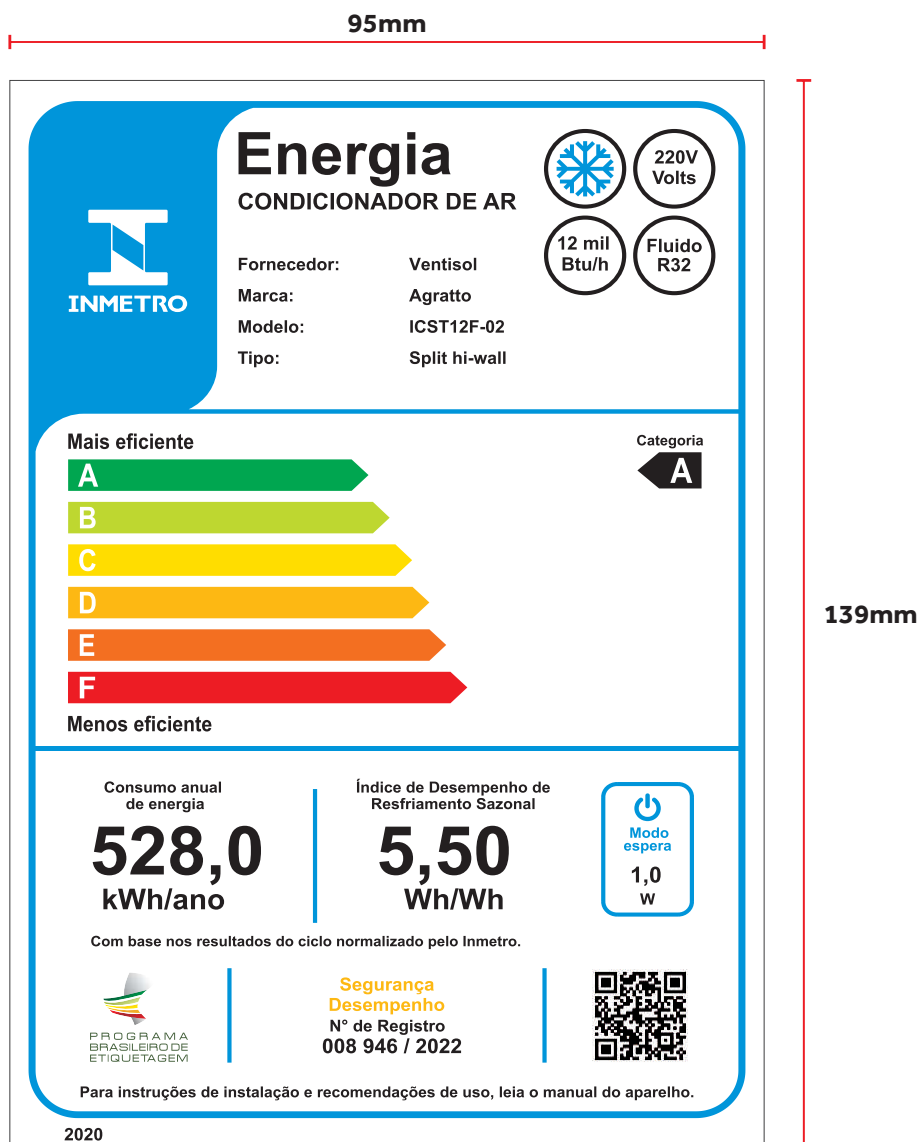 95mm
Energia
CONDICIONADOR DE AR
220V
Volts
12 mil
Btu/h
Fluido
R32
INMETRO
Fornecedor: Ventisol
Marca: Agratto
Modelo: ICST12F-02
Tipo: Split hi-wall
Mais eficiente
Categoria
A
A
B
C
D
E
F
Menos eficiente
139mm
Consumo anual
de energia
528,0
kWh/ano
Índice de Desempenho de
Resfriamento Sazonal
5,50
Wh/Wh
Modo
espera
1,0
W
Com base nos resultados do ciclo normalizado pelo Inmetro.
PROGRAMA
BRASILEIRO DE
ETIQUETAGEM
Segurança
Desempenho
N° de Registro
008 946 / 2022
Para instruções de instalação e recomendações de uso, leia o manual do aparelho.
2020